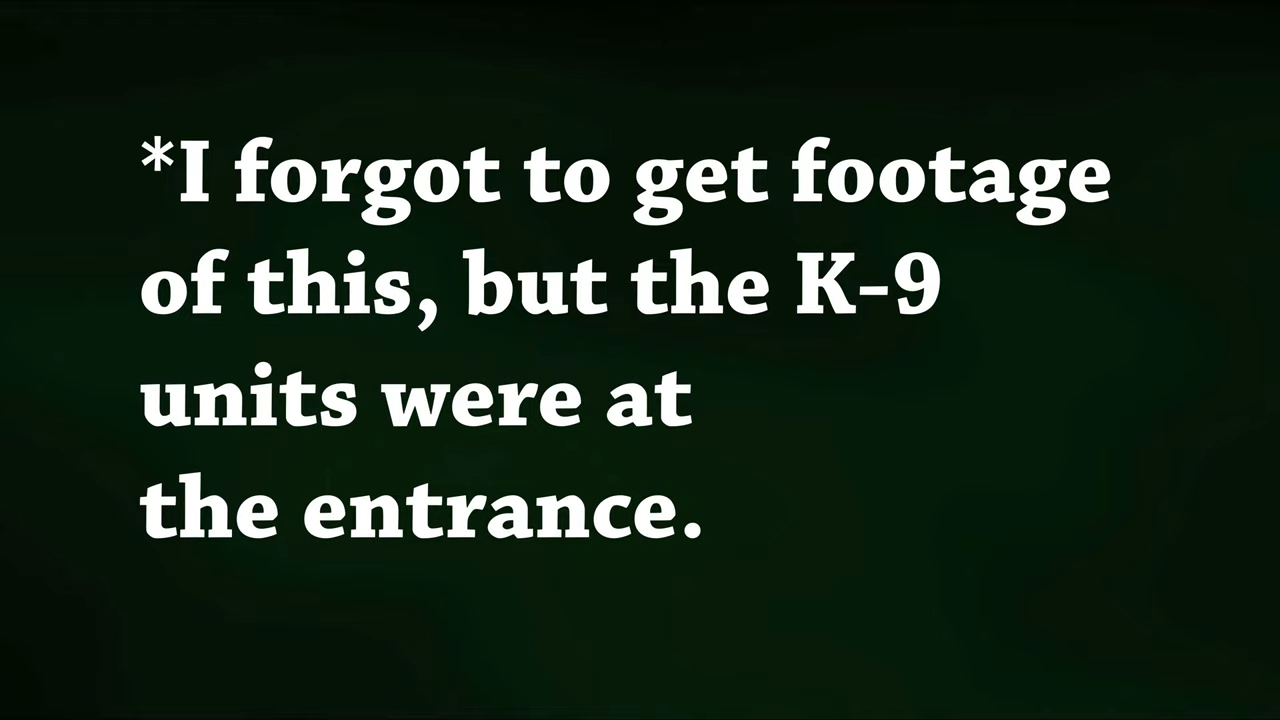 *I forgot to get footage
of this, but the K-9
units were at
the entrance.